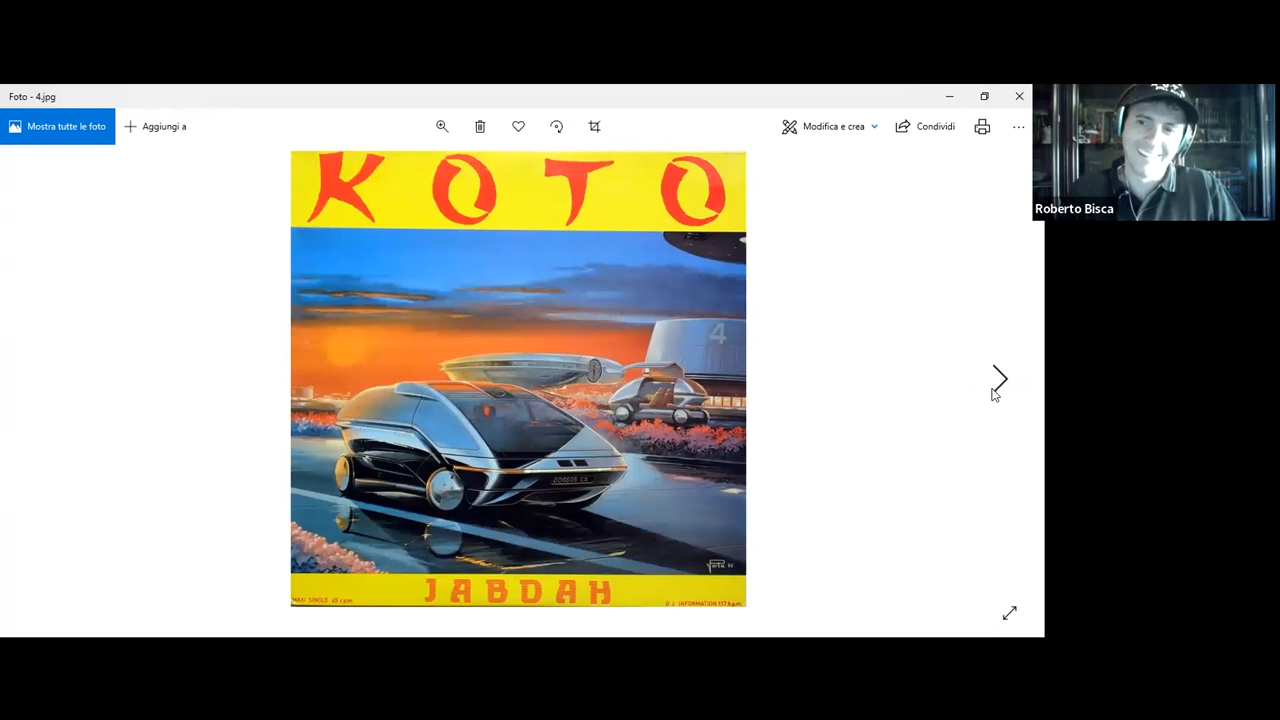 Foto - 4.jpg
Mostra tutte le foto
Aggiungi a
Modifica e crea
Condividi
Roberto Bisca
KOTO
4
JABDAH
MAXI SINGLE 45 r.p.m.
D.J. INFORMATION 117 b.p.m.